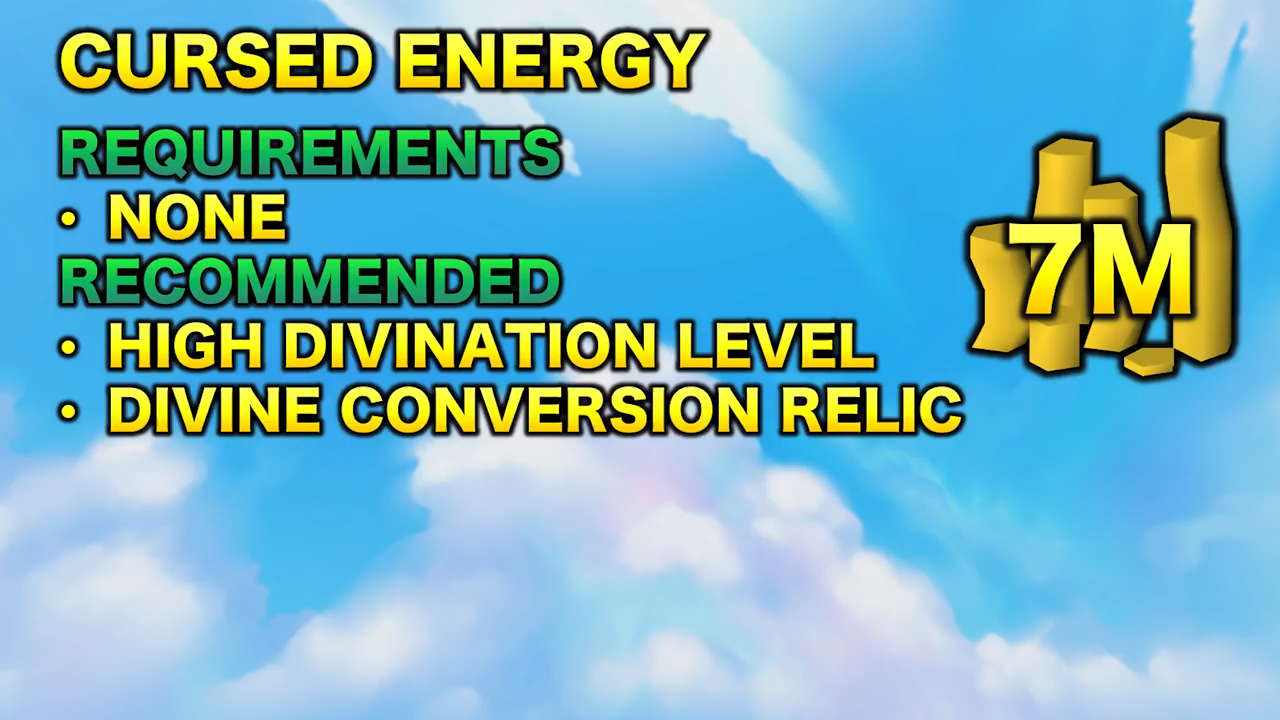 CURSED ENERGY
REQUIREMENTS
• NONE
RECOMMENDED
• HIGH DIVINATION LEVEL
• DIVINE CONVERSION RELIC
7M